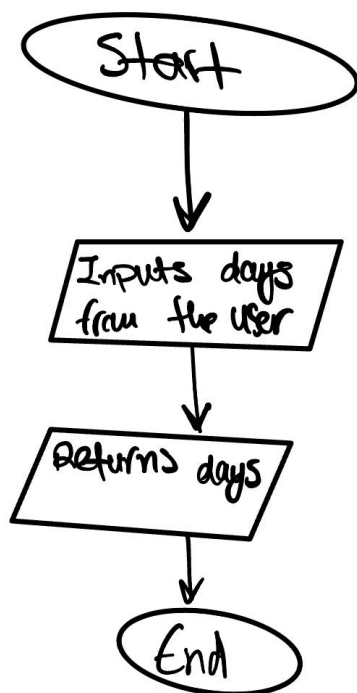 Start
Inputs days
from the user
Returns days
End